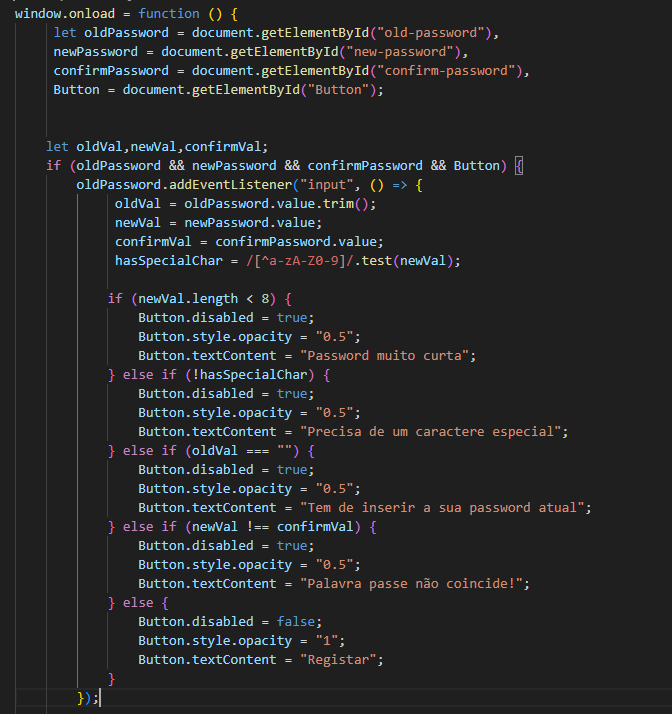 window.onload = function () {
let oldPassword = document.getElementById("old-password"),
newPassword = document.getElementById("new-password"),
confirmPassword = document.getElementById("confirm-password"),
Button = document.getElementById("Button");
let oldVal,newVal,confirmVal;
if (oldPassword && newPassword && confirmPassword && Button) {
oldPassword.addEventListener("input", () => {
oldVal = oldPassword.value.trim();
newVal = newPassword.value;
confirmVal = confirmPassword.value;
hasSpecialChar = /[^a-zA-Z0-9]/.test(newVal);
if (newVal.length < 8) {
Button.disabled = true;
Button.style.opacity = "0.5";
Button.textContent = "Password muito curta";
} else if (!hasSpecialChar) {
Button.disabled = true;
Button.style.opacity = "0.5";
Button.textContent = "Precisa de um caractere especial";
} else if (oldVal === "") {
Button.disabled = true;
Button.style.opacity = "0.5";
Button.textContent = "Tem de inserir a sua password atual";
} else if (newVal !== confirmVal) {
Button.disabled = true;
Button.style.opacity = "0.5";
Button.textContent = "Palavra passe não coincide!";
} else {
Button.disabled = false;
Button.style.opacity = "1";
Button.textContent = "Registar";
}
});